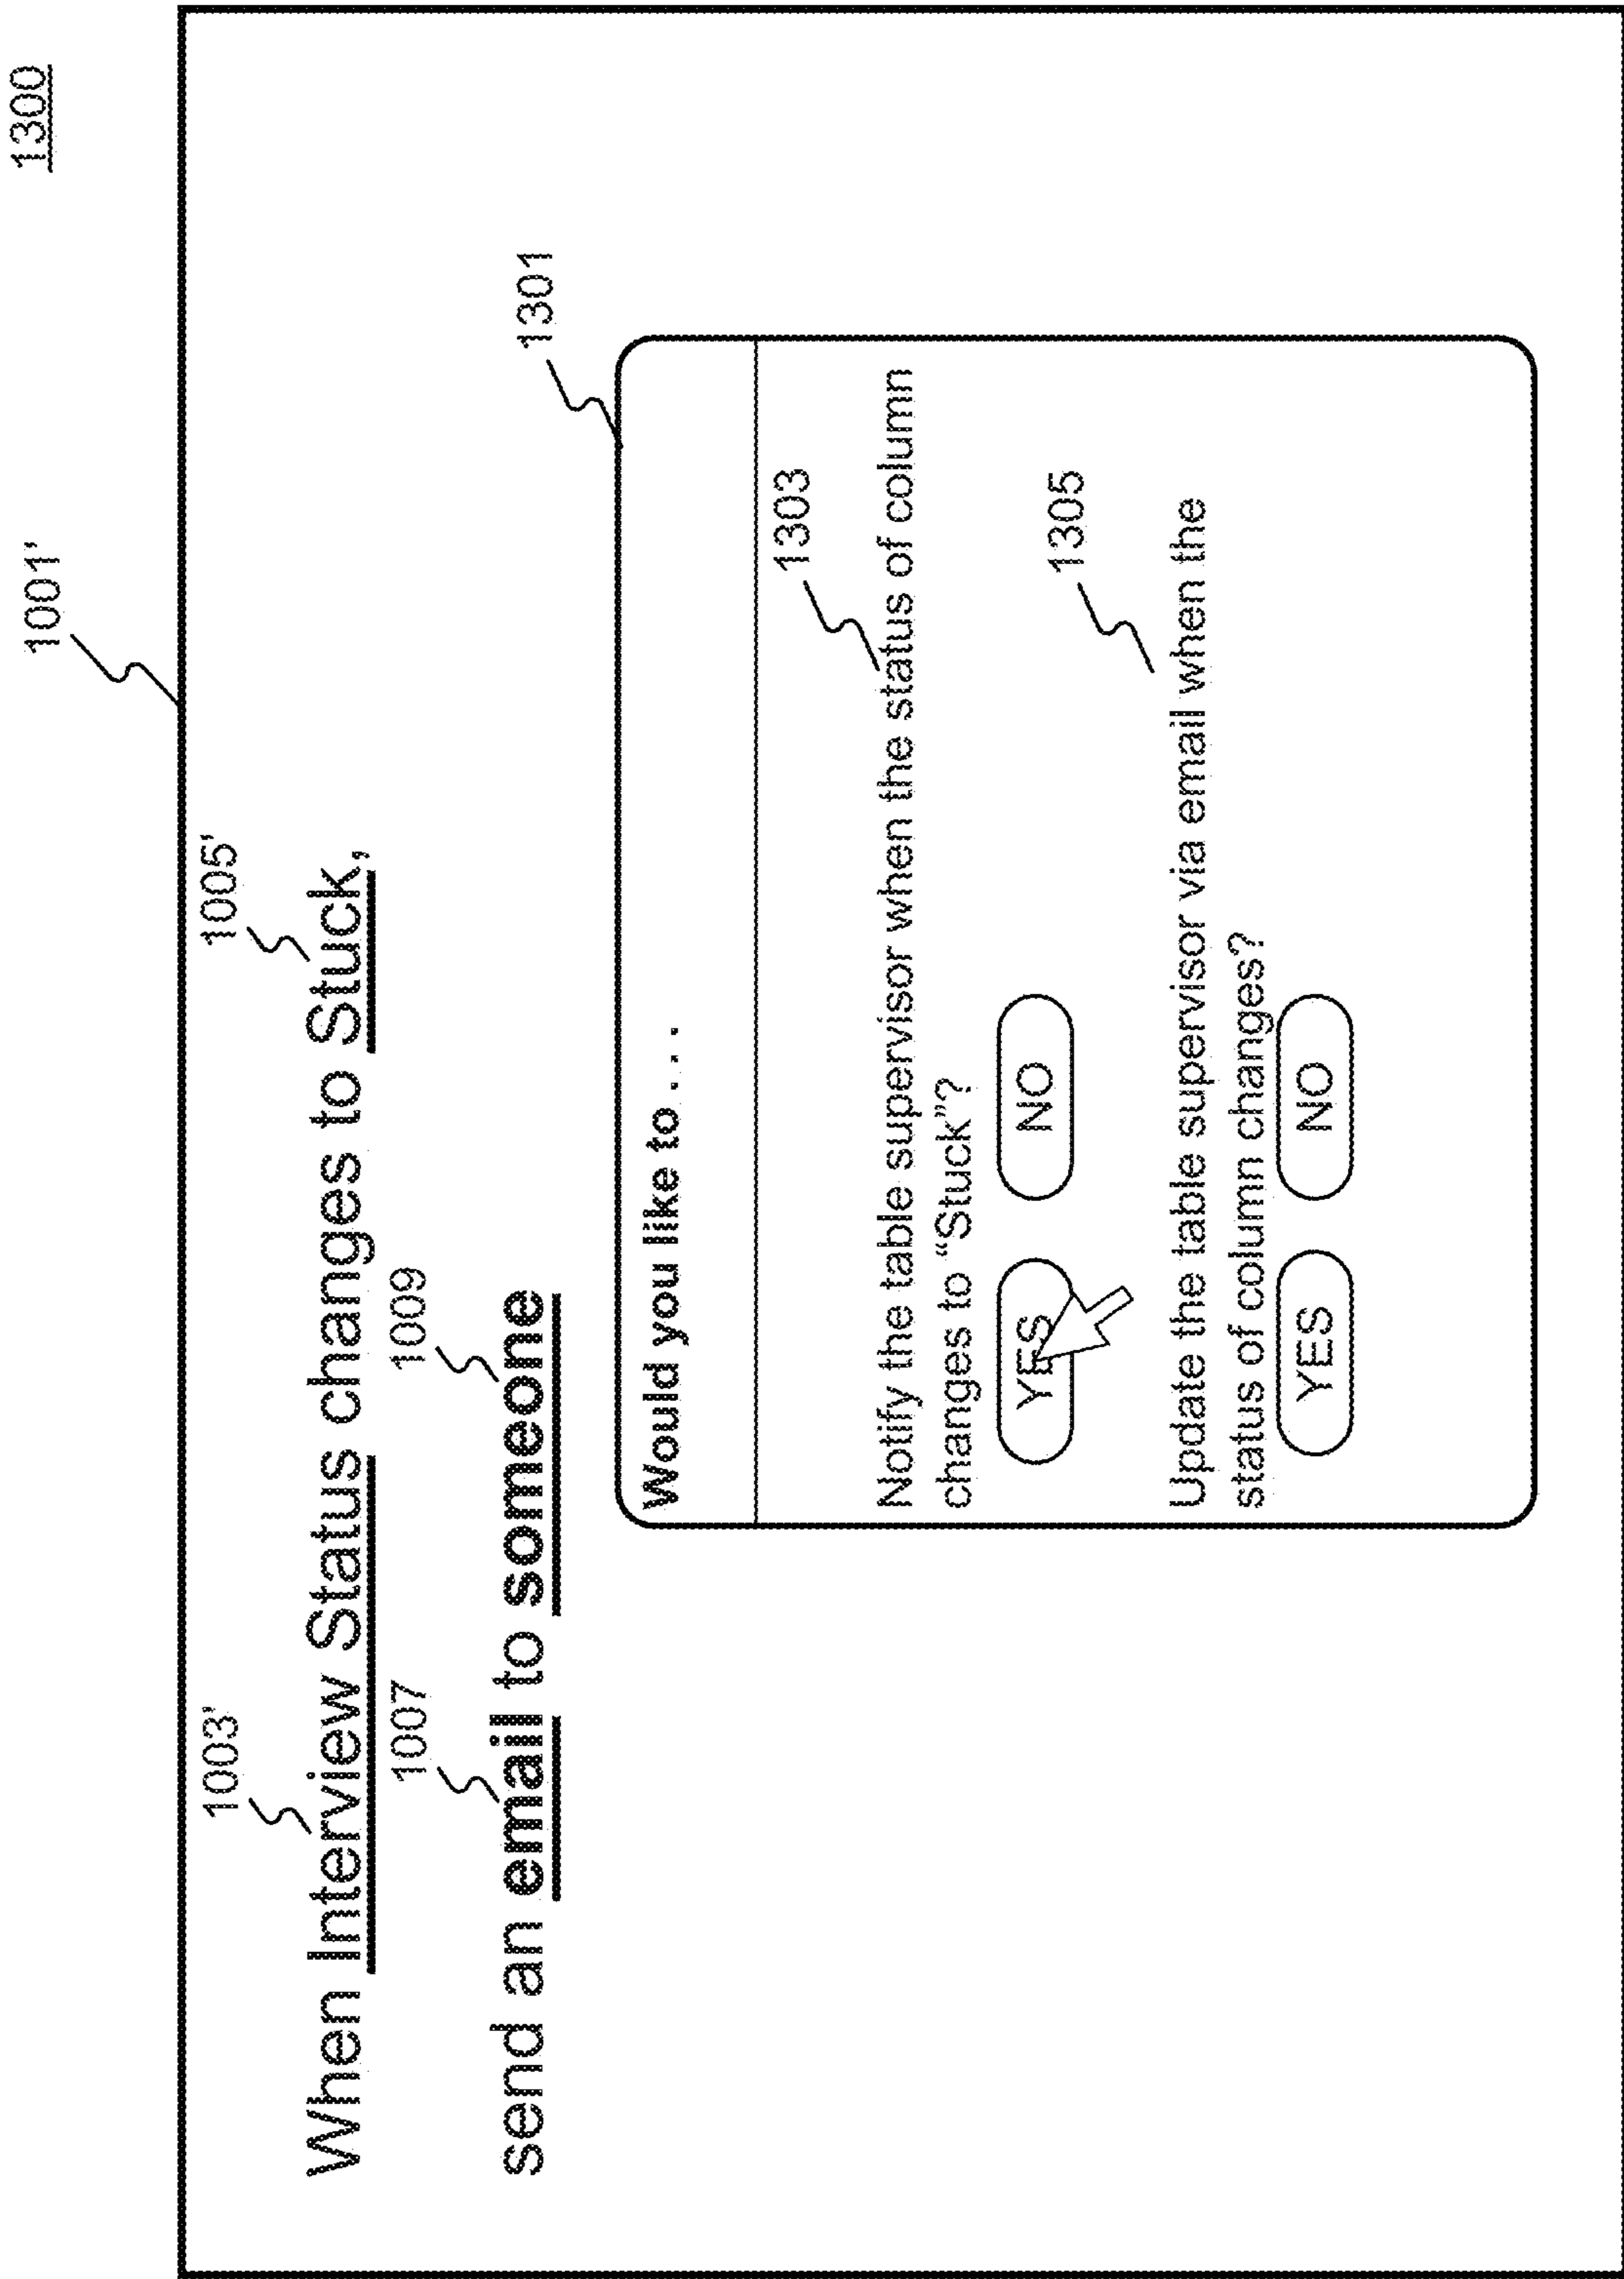 1300
1001'
1003'
1005'
When Interview Status changes to Stuck,
1007
1009
send an email to someone
1301
Would you like to . . .
1303
Notify the table supervisor when the status of column
changes to “Stuck”?
YES
NO
1305
Update the table supervisor via email when the
status of column changes?
YES
NO